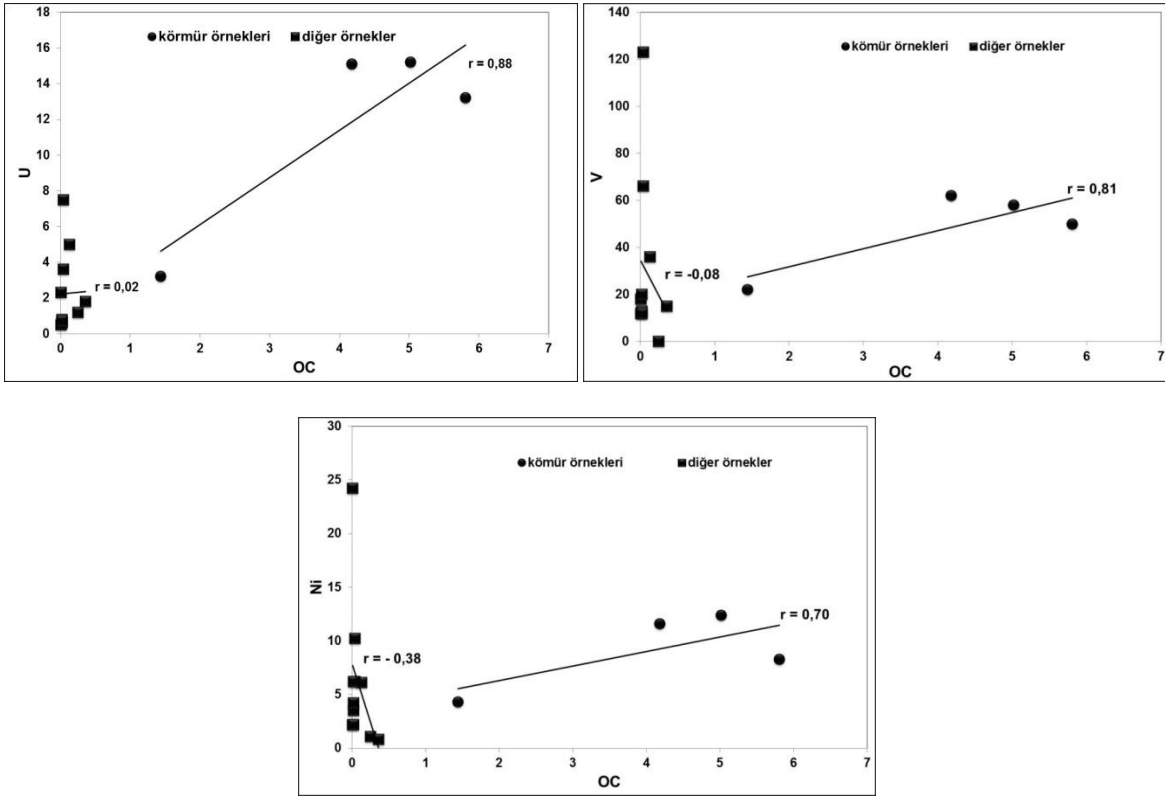 körmür örnekleri diğer örnekler
U
18
16
14
12
10
8
6
4
2
0
r = 0,88
r = 0,02
0 1 2 3 4 5 6 7
OC
kömür örnekleri diğer örnekler
V
140
120
100
80
60
40
20
0
r = 0,81
r = -0,08
0 1 2 3 4 5 6 7
OC
kömür örnekleri diğer örnekler
Ni
30
25
20
15
10
5
0
r = 0,70
r = - 0,38
0 1 2 3 4 5 6 7
OC